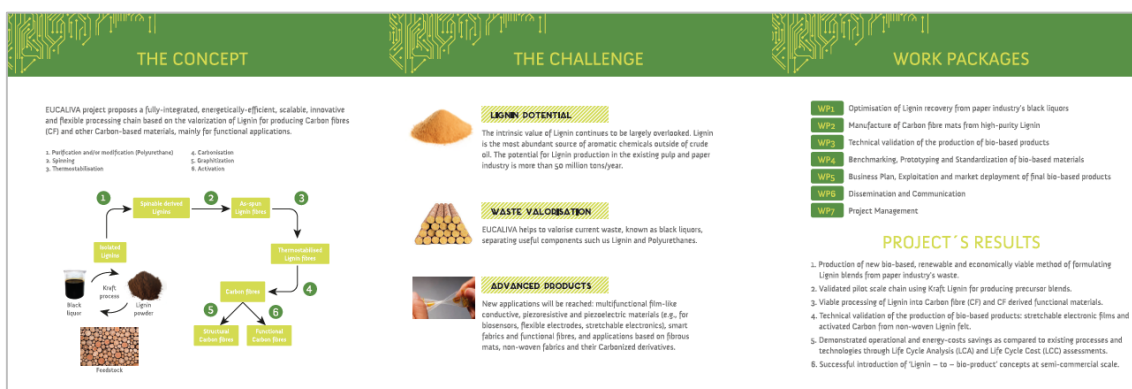 THE CONCEPT
EUCALIVA project proposes a fully-integrated, energetically-efficient, scalable, innovative
and flexible processing chain based on the valorization of Lignin for producing Carbon fibres
(CF) and other Carbon-based materials, mainly for functional applications.
1. Purification and/or modification (Polyurethane)
2. Spinning
3. Thermostabilisation
4. Carbonisation
5. Graphitization
6. Activation
1
2
3
Spinable derived
Lignins
As-spun
Lignin fibres
Isolated
Lignins
Thermostabilised
Lignin fibres
4
Carbon fibres
5
6
Structural
Carbon fibres
Functional
Carbon fibres
Black
liquor
Kraft
process
Lignin
powder
Feedstock
THE CHALLENGE
LIGNIN POTENTIAL
The intrinsic value of Lignin continues to be largely overlooked. Lignin
is the most abundant source of aromatic chemicals outside of crude
oil. The potential for Lignin production in the existing pulp and paper
industry is more than 50 million tons/year.
WASTE VALORISATION
EUCALIVA helps to valorise current waste, known as black liquors,
separating useful components such us Lignin and Polyurethanes.
ADVANCED PRODUCTS
New applications will be reached: multifunctional film-like
conductive, piezoresistive and piezoelectric materials (e.g., for
biosensors, flexible electrodes, stretchable electronics), smart
fabrics and functional fibres, and applications based on fibrous
mats, non-woven fabrics and their Carbonized derivatives.
WORK PACKAGES
WP1 Optimisation of Lignin recovery from paper industry's black liquors
WP2 Manufacture of Carbon fibre mats from high-purity Lignin
WP3 Technical validation of the production of bio-based products
WP4 Benchmarking, Prototyping and Standardization of bio-based materials
WP5 Business Plan, Exploitation and market deployment of final bio-based products
WP6 Dissemination and Communication
WP7 Project Management
PROJECT´S RESULTS
1. Production of new bio-based, renewable and economically viable method of formulating
Lignin blends from paper industry's waste.
2. Validated pilot scale chain using Kraft Lignin for producing precursor blends.
3. Viable processing of Lignin into Carbon fibre (CF) and CF derived functional materials.
4. Technical validation of the production of bio-based products: stretchable electronic films and
activated Carbon from non-woven Lignin felt.
5. Demonstrated operational and energy-costs savings as compared to existing processes and
technologies through Life Cycle Analysis (LCA) and Life Cycle Cost (LCC) assessments.
6. Successful introduction of 'Lignin – to – bio-product' concepts at semi-commercial scale.